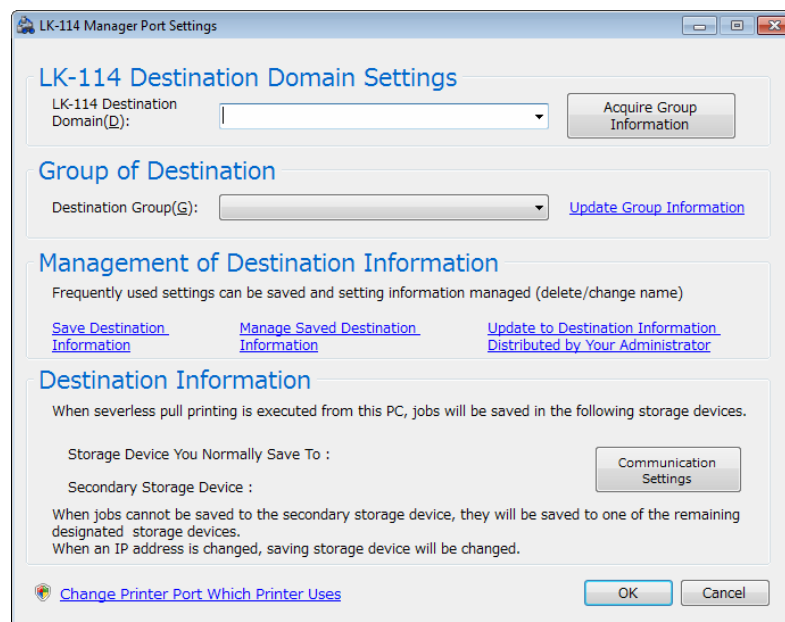 LK-114 Manager Port Settings
LK-114 Destination Domain Settings
LK-114 Destination
Domain(D):
Acquire Group
Information
Group of Destination
Destination Group(G):
Update Group Information
Management of Destination Information
Frequently used settings can be saved and setting information managed (delete/change name)
Save Destination
Information
Manage Saved Destination
Information
Update to Destination Information
Distributed by Your Administrator
Destination Information
When severless pull printing is executed from this PC, jobs will be saved in the following storage devices.
Storage Device You Normally Save To :
Secondary Storage Device :
Communication
Settings
When jobs cannot be saved to the secondary storage device, they will be saved to one of the remaining
designated storage devices.
When an IP address is changed, saving storage device will be changed.
Change Printer Port Which Printer Uses
OK
Cancel